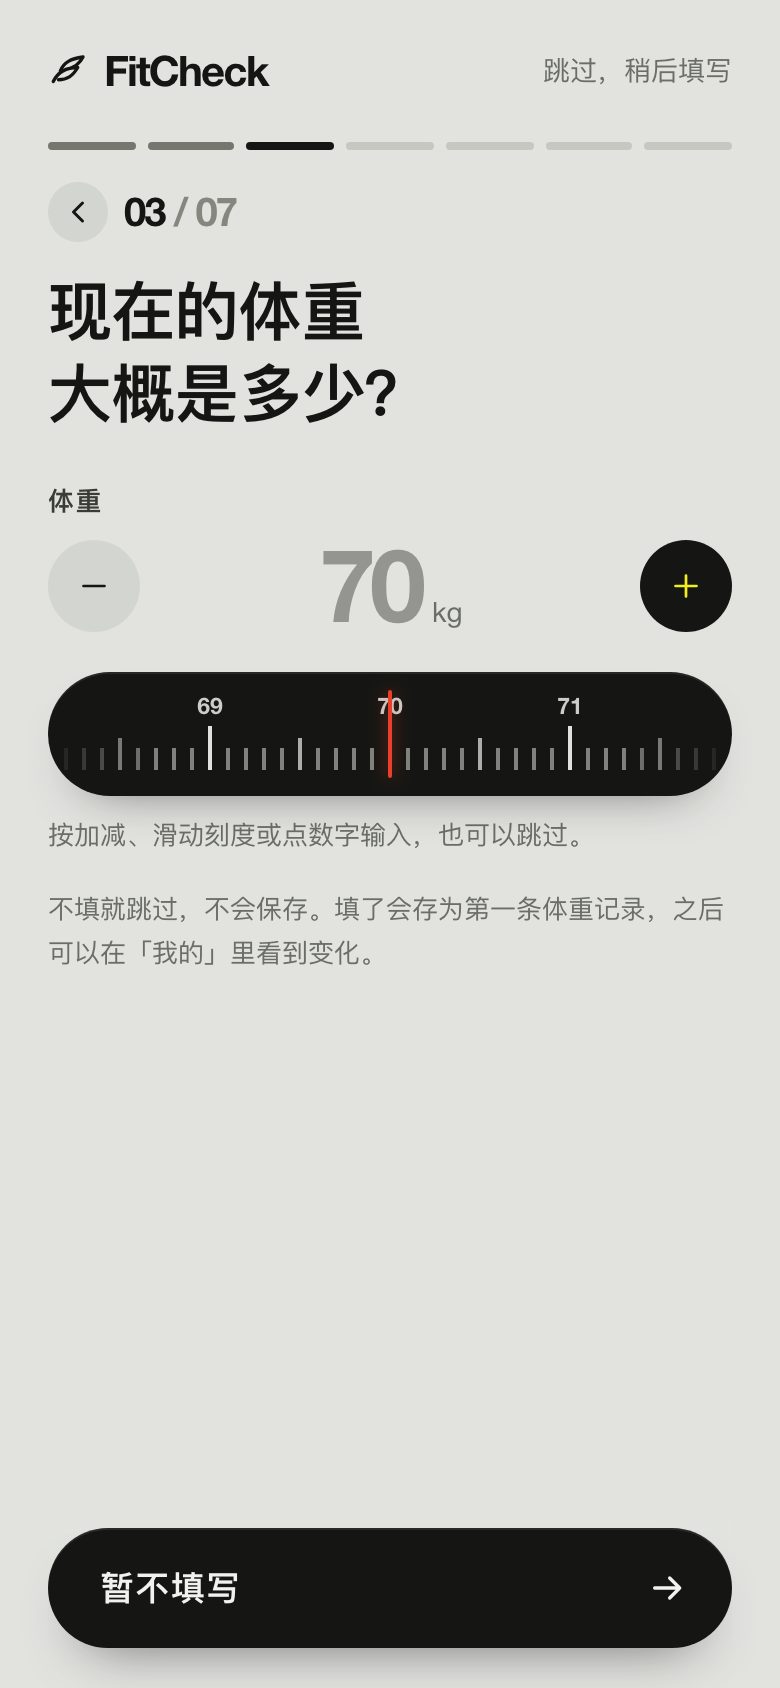 FitCheck
跳过，稍后填写
03 / 07
现在的体重
大概是多少?
体重
70 kg
69 70 71
按加减、滑动刻度或点数字输入，也可以跳过。
不填就跳过，不会保存。填了会存为第一条体重记录，之后
可以在「我的」里看到变化。
暂不填写